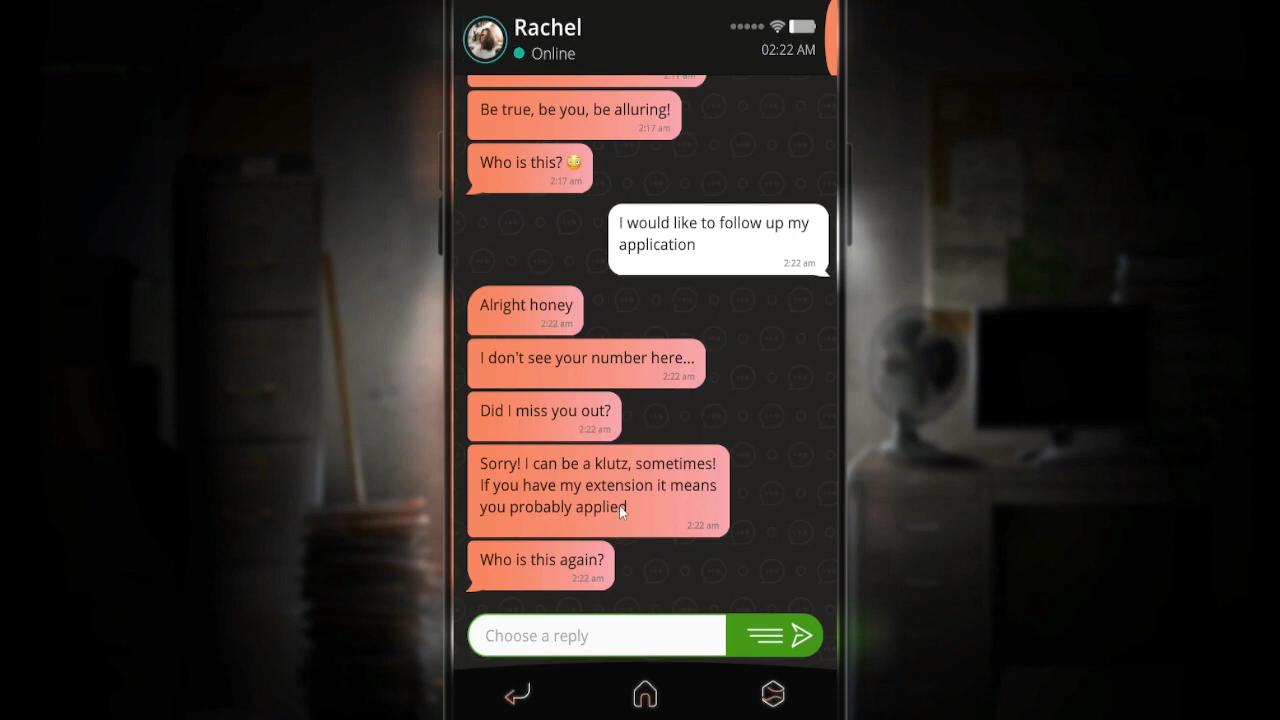 Rachel
Online
02:22 AM
2:17 am
Be true, be you, be alluring!
2:17 am
Who is this? 😳
2:17 am
I would like to follow up my
application
2:22 am
Alright honey
2:22 am
I don't see your number here...
2:22 am
Did I miss you out?
2:22 am
Sorry! I can be a klutz, sometimes!
If you have my extension it means
you probably applied
2:22 am
Who is this again?
2:22 am
Choose a reply